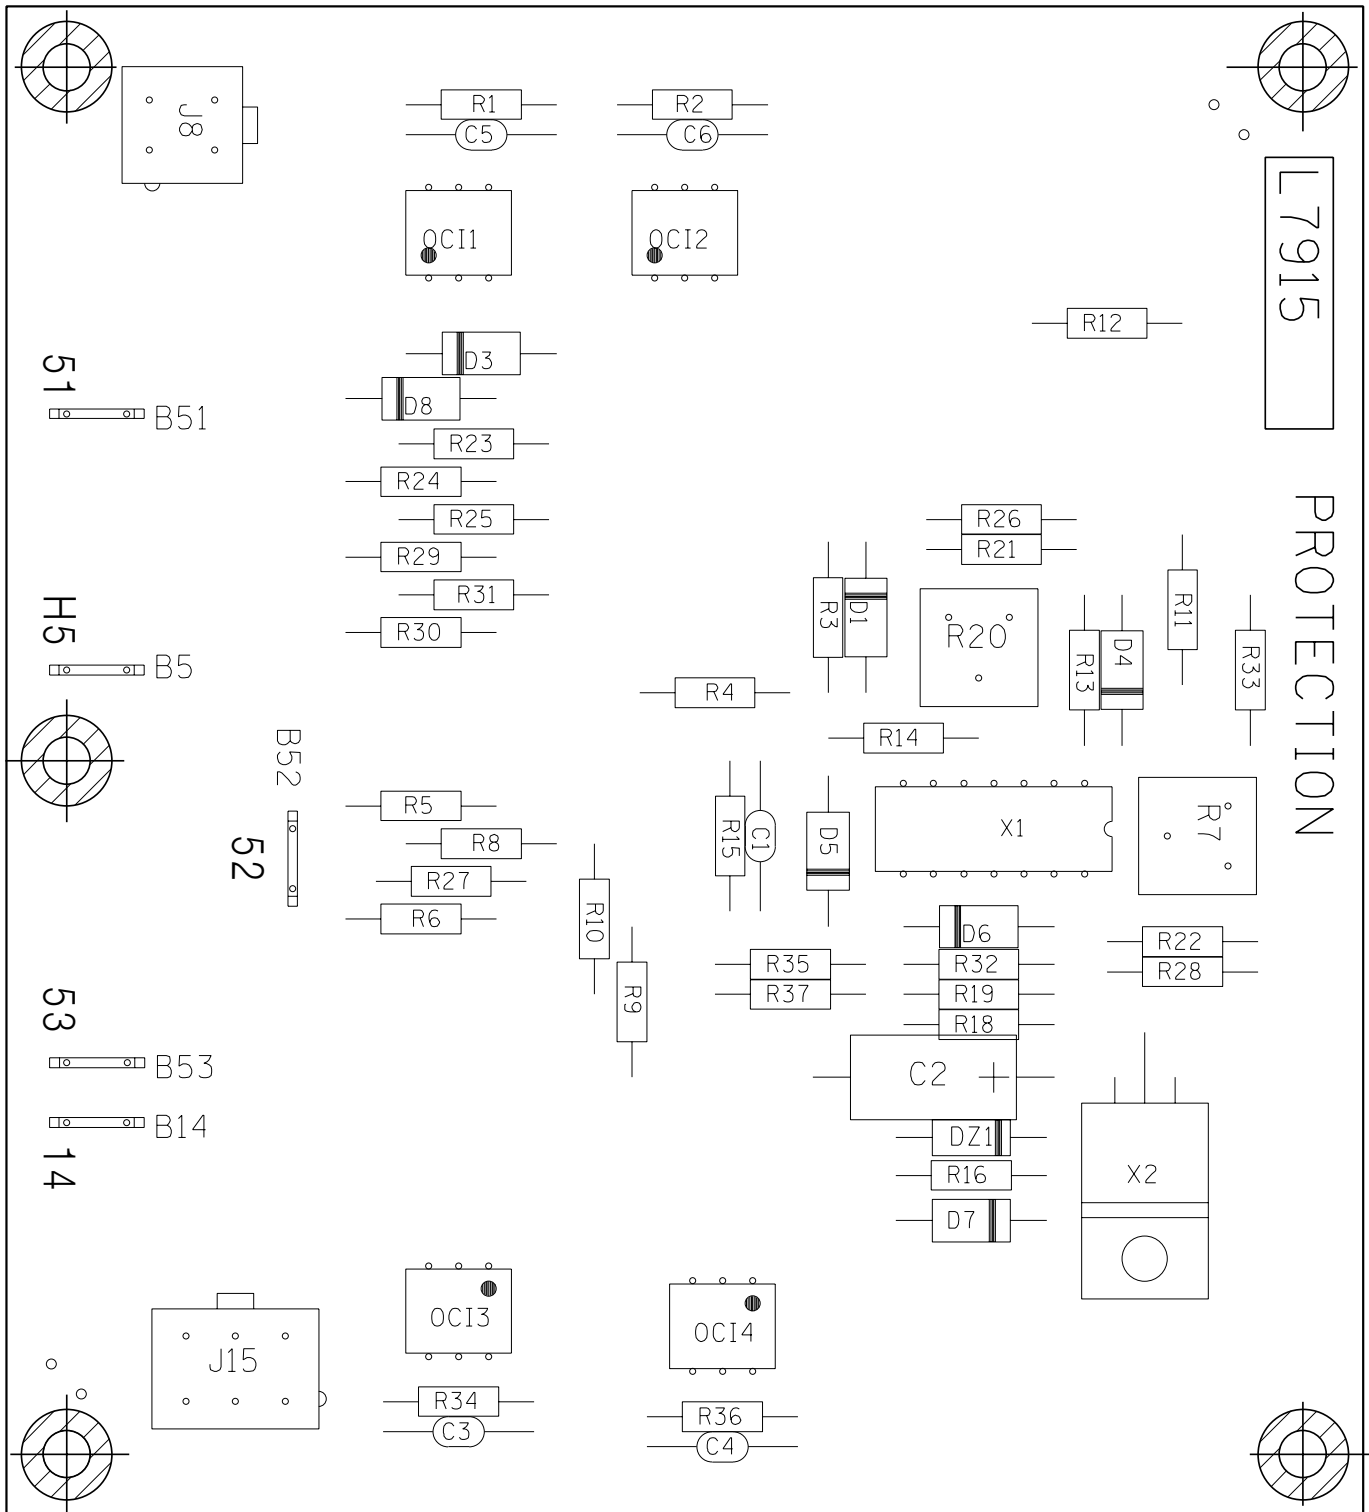 J8
R1
R2
C5
C6
L7915
OCI1
OCI2
R12
51
D3
D8
B51
R23
R24
R25
R29
R31
R30
PROTECTION
R26
R21
R3
D1
R20
R11
R13
D4
R33
H5
B5
R4
R14
B52
52
R5
R8
R27
R6
R10
R9
R15
C1
D5
X1
R7
D6
R35
R32
R22
R37
R19
R28
R18
53
B53
B14
14
C2
DZ1
R16
D7
X2
OCI3
OCI4
J15
R34
C3
R36
C4